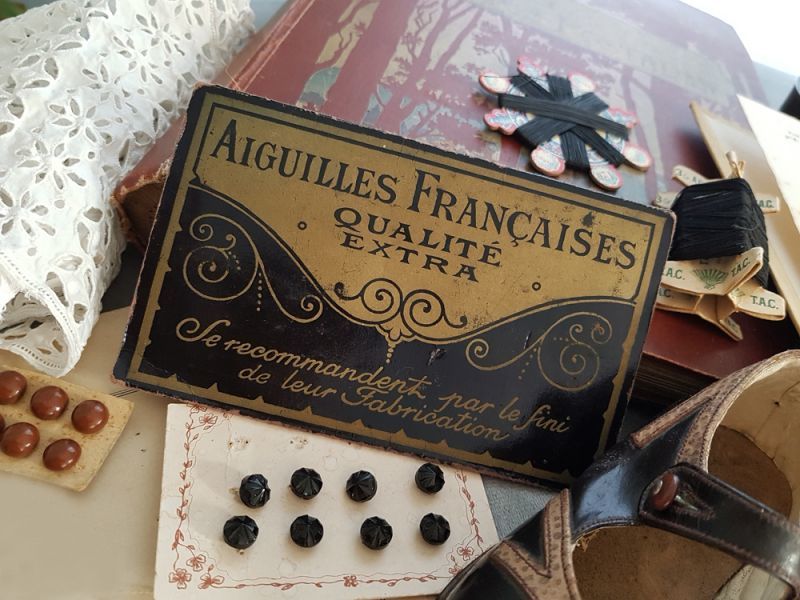 AIGUILLES FRANÇAISES
QUALITÉ
EXTRA
Se recommandent par le fini
de leur Fabrication
T.A.C.
T.A.C.